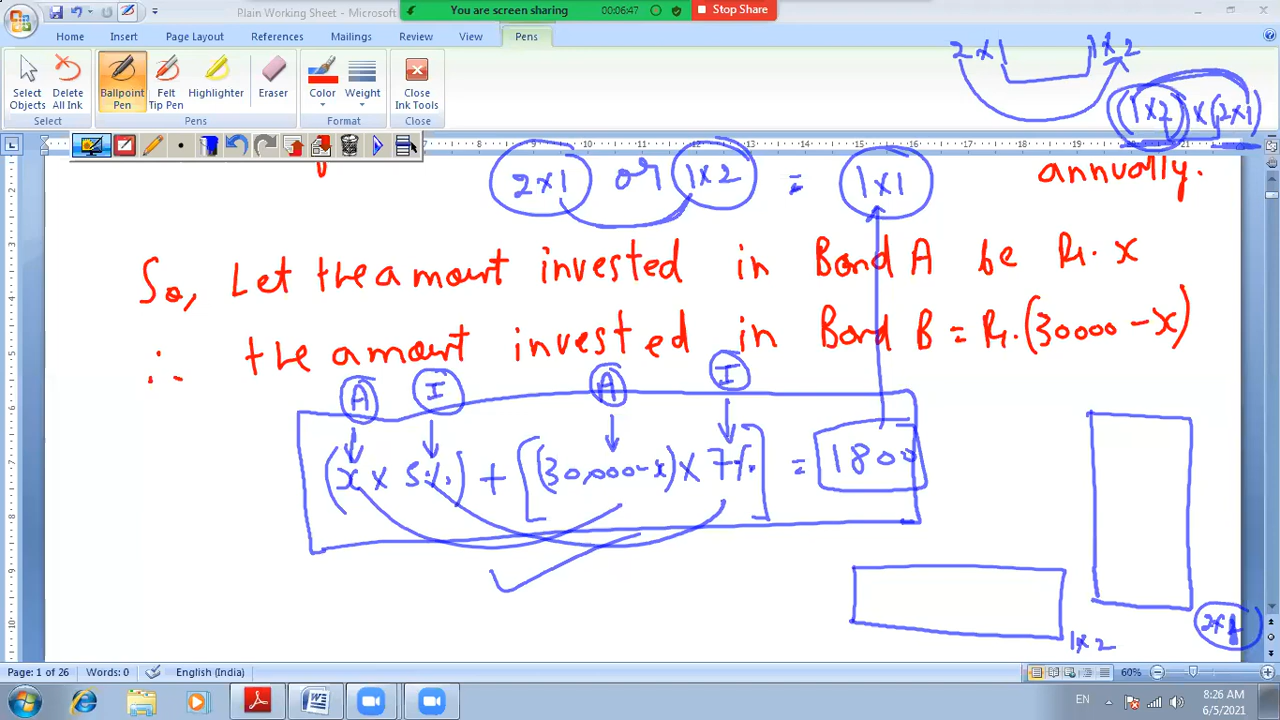 Plain Working Sheet - Microsoft
You are screen sharing
00:06:47
Stop Share
Home Insert Page Layout References Mailings Review View Pens
Select Objects
Delete All Ink
Ballpoint Pen
Felt Tip Pen
Highlighter
Eraser
Color
Weight
Close Ink Tools
Select Pens Format Close
2x1 1x2
(1x2) x (2x1)
2x1 or 1x2 = 1x1
annually.
So, Let the amount invested in Bond A be Rs. x
∴ the amount invested in Bond B = Rs. (30000 - x)
A I A I
(x × 5%) + [(30,000-x) × 7%] = 1800
1x2
Page: 1 of 26 Words: 0 English (India) 60%
EN 8:26 AM
6/5/2021